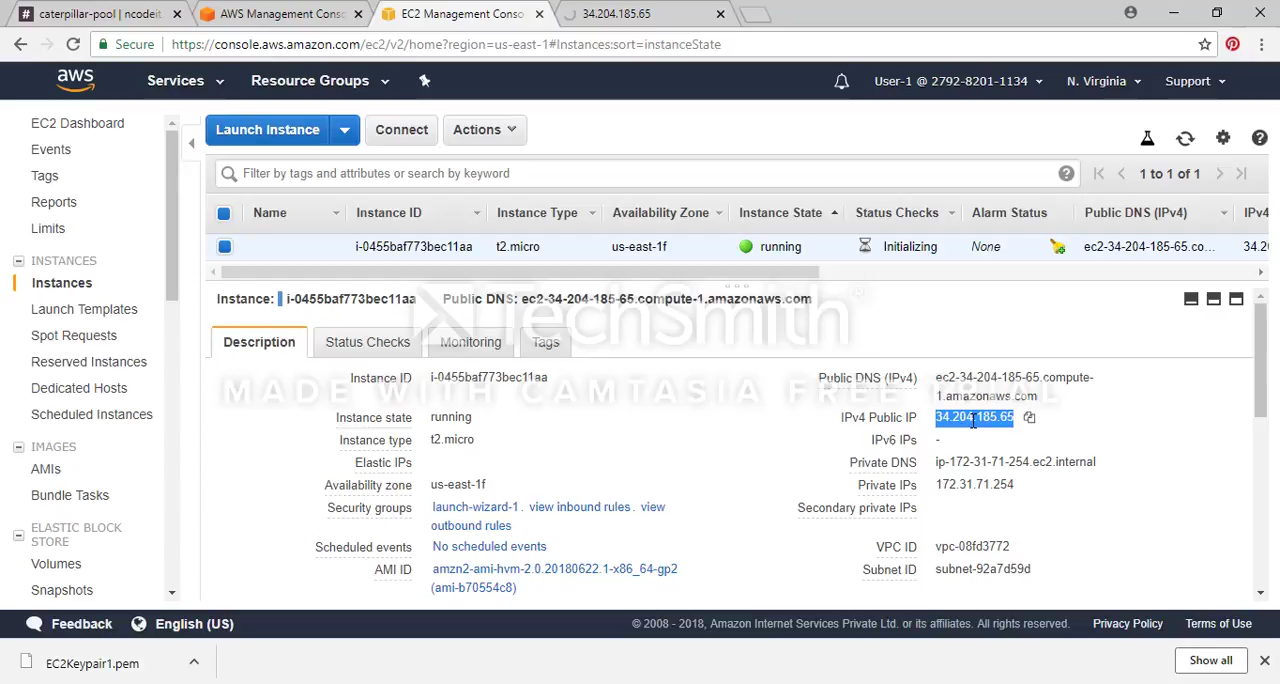 caterpillar-pool | ncodeit
AWS Management Consc
EC2 Management Conso
34.204.185.65
Secure
https://console.aws.amazon.com/ec2/v2/home?region=us-east-1#Instances:sort=instanceState
aws
Services
Resource Groups
User-1 @ 2792-8201-1134
N. Virginia
Support
EC2 Dashboard
Events
Tags
Reports
Limits
INSTANCES
Instances
Launch Templates
Spot Requests
Reserved Instances
Dedicated Hosts
Scheduled Instances
IMAGES
AMIs
Bundle Tasks
ELASTIC BLOCK
STORE
Volumes
Snapshots
Launch Instance
Connect
Actions
Filter by tags and attributes or search by keyword
1 to 1 of 1
Name
Instance ID
Instance Type
Availability Zone
Instance State
Status Checks
Alarm Status
Public DNS (IPv4)
IPv4
i-0455baf773bec11aa
t2.micro
us-east-1f
running
Initializing
None
ec2-34-204-185-65.co...
34.20
Instance: i-0455baf773bec11aa
Public DNS: ec2-34-204-185-65.compute-1.amazonaws.com
TechSmith
MADE WITH CAMTASIA FREE TRIAL
Description
Status Checks
Monitoring
Tags
Instance ID
i-0455baf773bec11aa
Instance state
running
Instance type
t2.micro
Elastic IPs
Availability zone
us-east-1f
Security groups
launch-wizard-1. view inbound rules. view
outbound rules
Scheduled events
No scheduled events
AMI ID
amzn2-ami-hvm-2.0.20180622.1-x86_64-gp2
(ami-b70554c8)
Public DNS (IPv4)
ec2-34-204-185-65.compute-
1.amazonaws.com
IPv4 Public IP
34.204.185.65
IPv6 IPs
-
Private DNS
ip-172-31-71-254.ec2.internal
Private IPs
172.31.71.254
Secondary private IPs
VPC ID
vpc-08fd3772
Subnet ID
subnet-92a7d59d
Feedback
English (US)
© 2008 - 2018, Amazon Internet Services Private Ltd. or its affiliates. All rights reserved.
Privacy Policy
Terms of Use
EC2Keypair1.pem
Show all